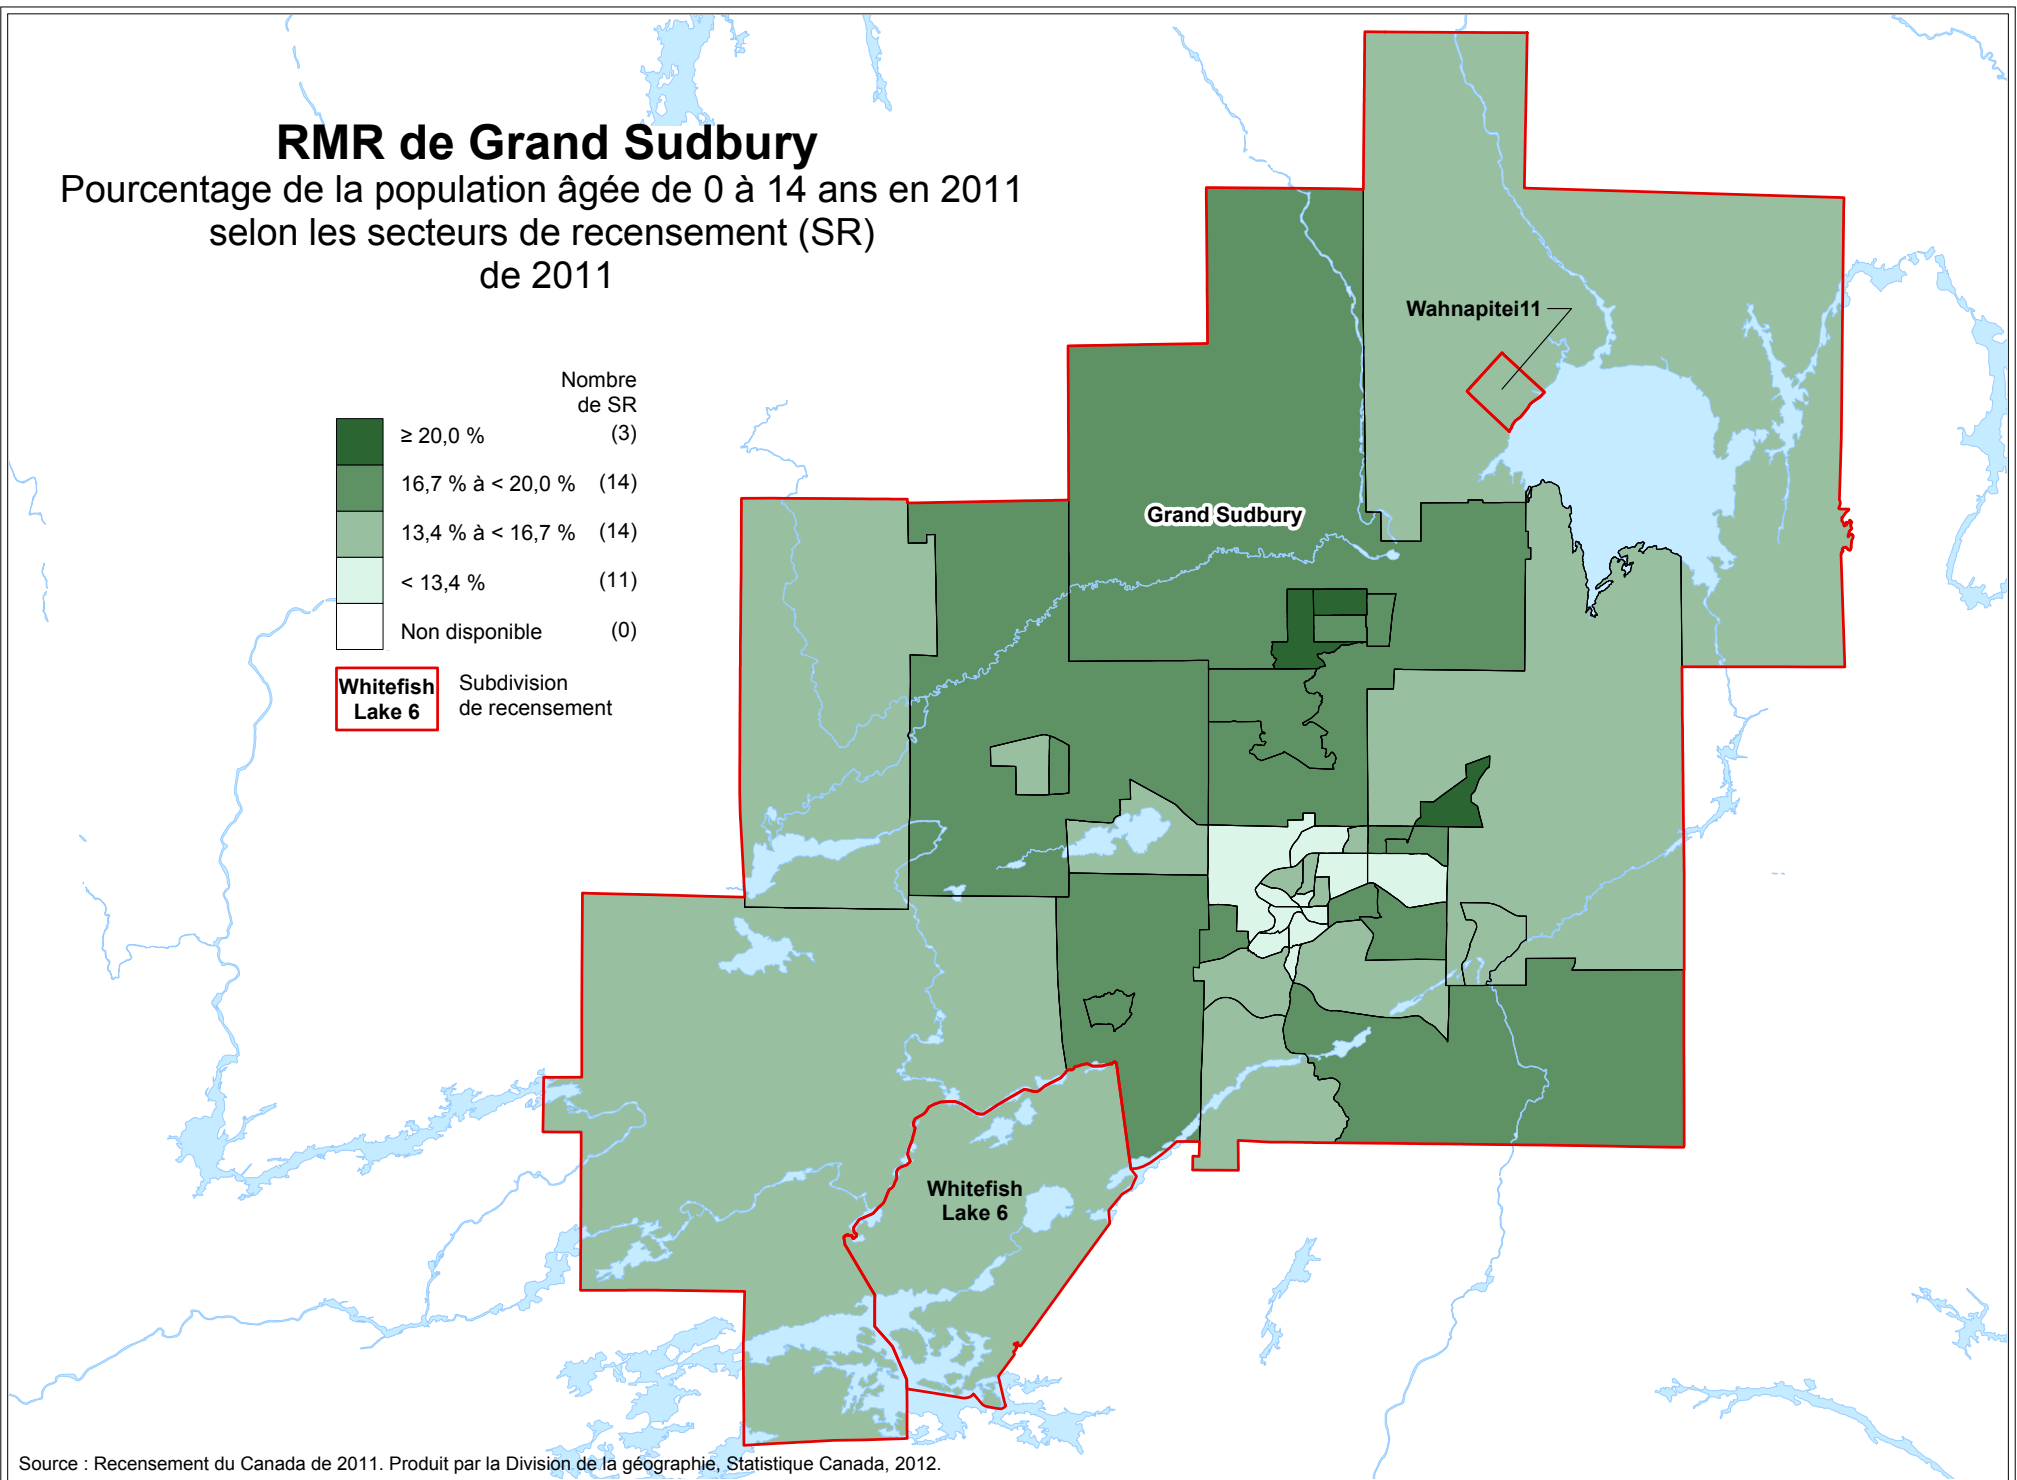 RMR de Grand Sudbury
Pourcentage de la population âgée de 0 à 14 ans en 2011
selon les secteurs de recensement (SR)
de 2011
Nombre
de SR
≥ 20,0 % (3)
16,7 % à < 20,0 % (14)
13,4 % à < 16,7 % (14)
< 13,4 % (11)
Non disponible (0)
Whitefish
Lake 6
Subdivision
de recensement
Wahnapitei11
Grand Sudbury
Whitefish
Lake 6
Source : Recensement du Canada de 2011. Produit par la Division de la géographie, Statistique Canada, 2012.